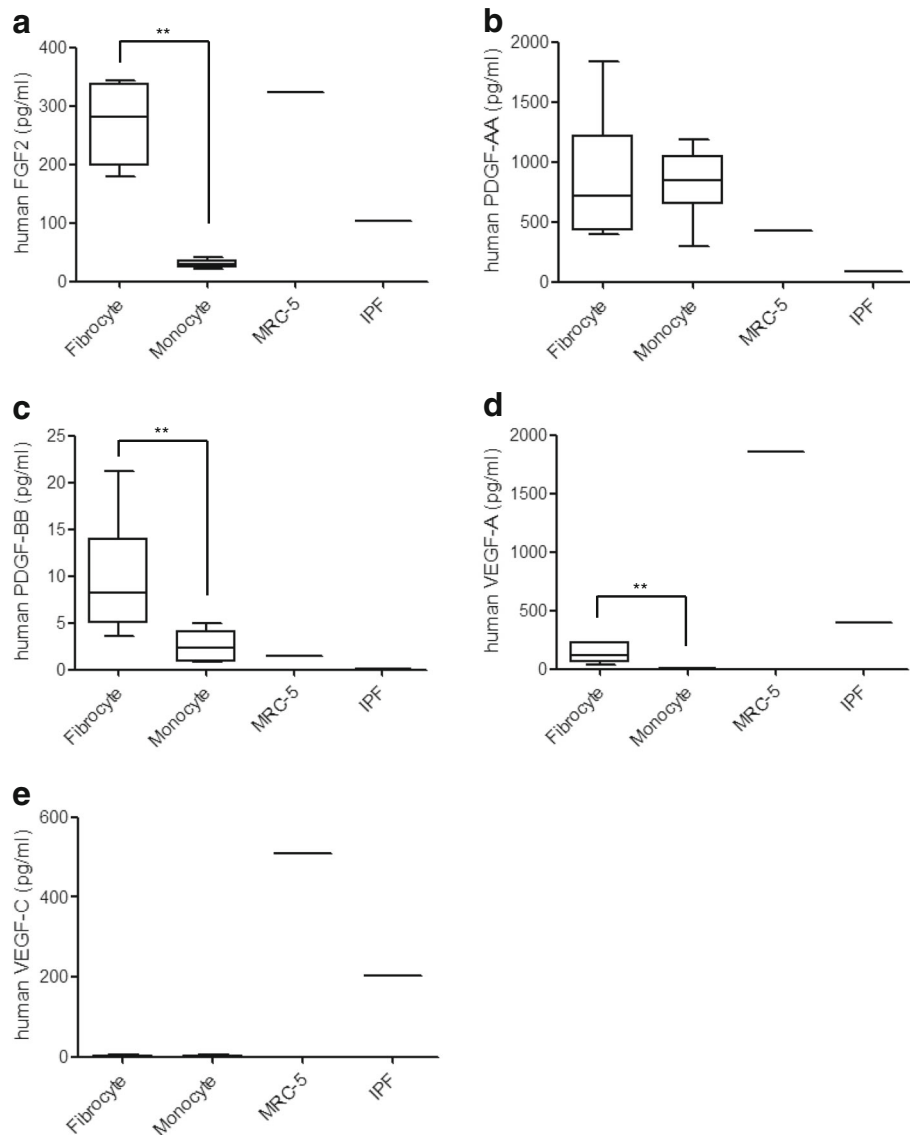 a
**
human FGF2 (pg/ml)
400
300
200
100
0
Fibrocyte
Monocyte
MRC-5
IPF
b
human PDGF-AA (pg/ml)
2000
1500
1000
500
0
Fibrocyte
Monocyte
MRC-5
IPF
c
**
human PDGF-BB (pg/ml)
25
20
15
10
5
0
Fibrocyte
Monocyte
MRC-5
IPF
d
**
human VEGF-A (pg/ml)
2000
1500
1000
500
0
Fibrocyte
Monocyte
MRC-5
IPF
e
human VEGF-C (pg/ml)
600
400
200
0
Fibrocyte
Monocyte
MRC-5
IPF